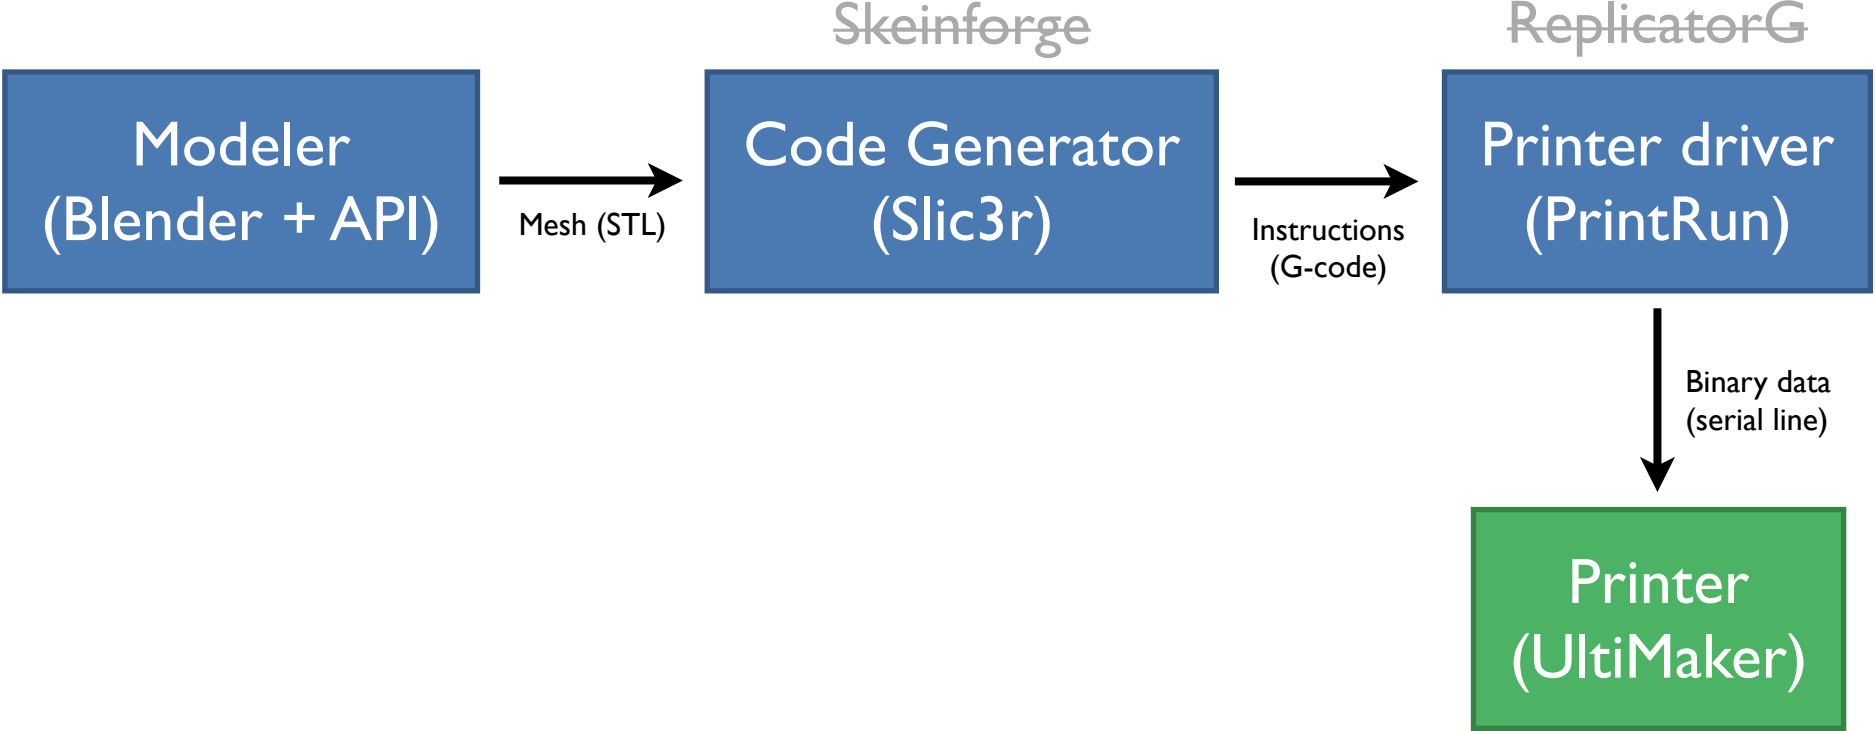 Skeinforge
ReplicatorG
Modeler
(Blender + API)
Mesh (STL)
Code Generator
(Slic3r)
Instructions
(G-code)
Printer driver
(PrintRun)
Binary data
(serial line)
Printer
(UltiMaker)